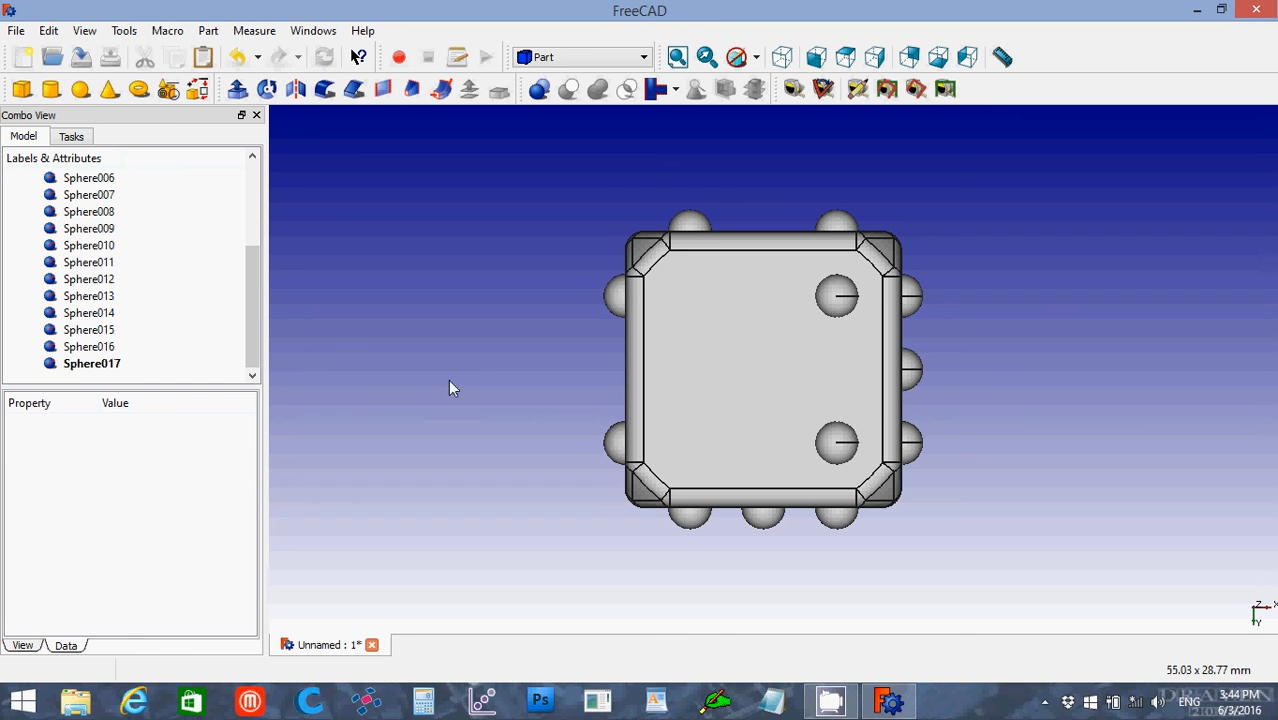 FreeCAD
File Edit View Tools Macro Part Measure Windows Help
Part
Combo View
Model Tasks
Labels & Attributes
Sphere006
Sphere007
Sphere008
Sphere009
Sphere010
Sphere011
Sphere012
Sphere013
Sphere014
Sphere015
Sphere016
Sphere017
Property Value
Z X
Y
View Data
Unnamed : 1*
55.03 x 28.77 mm
Ps
ENG
3:44 PM
6/3/2016